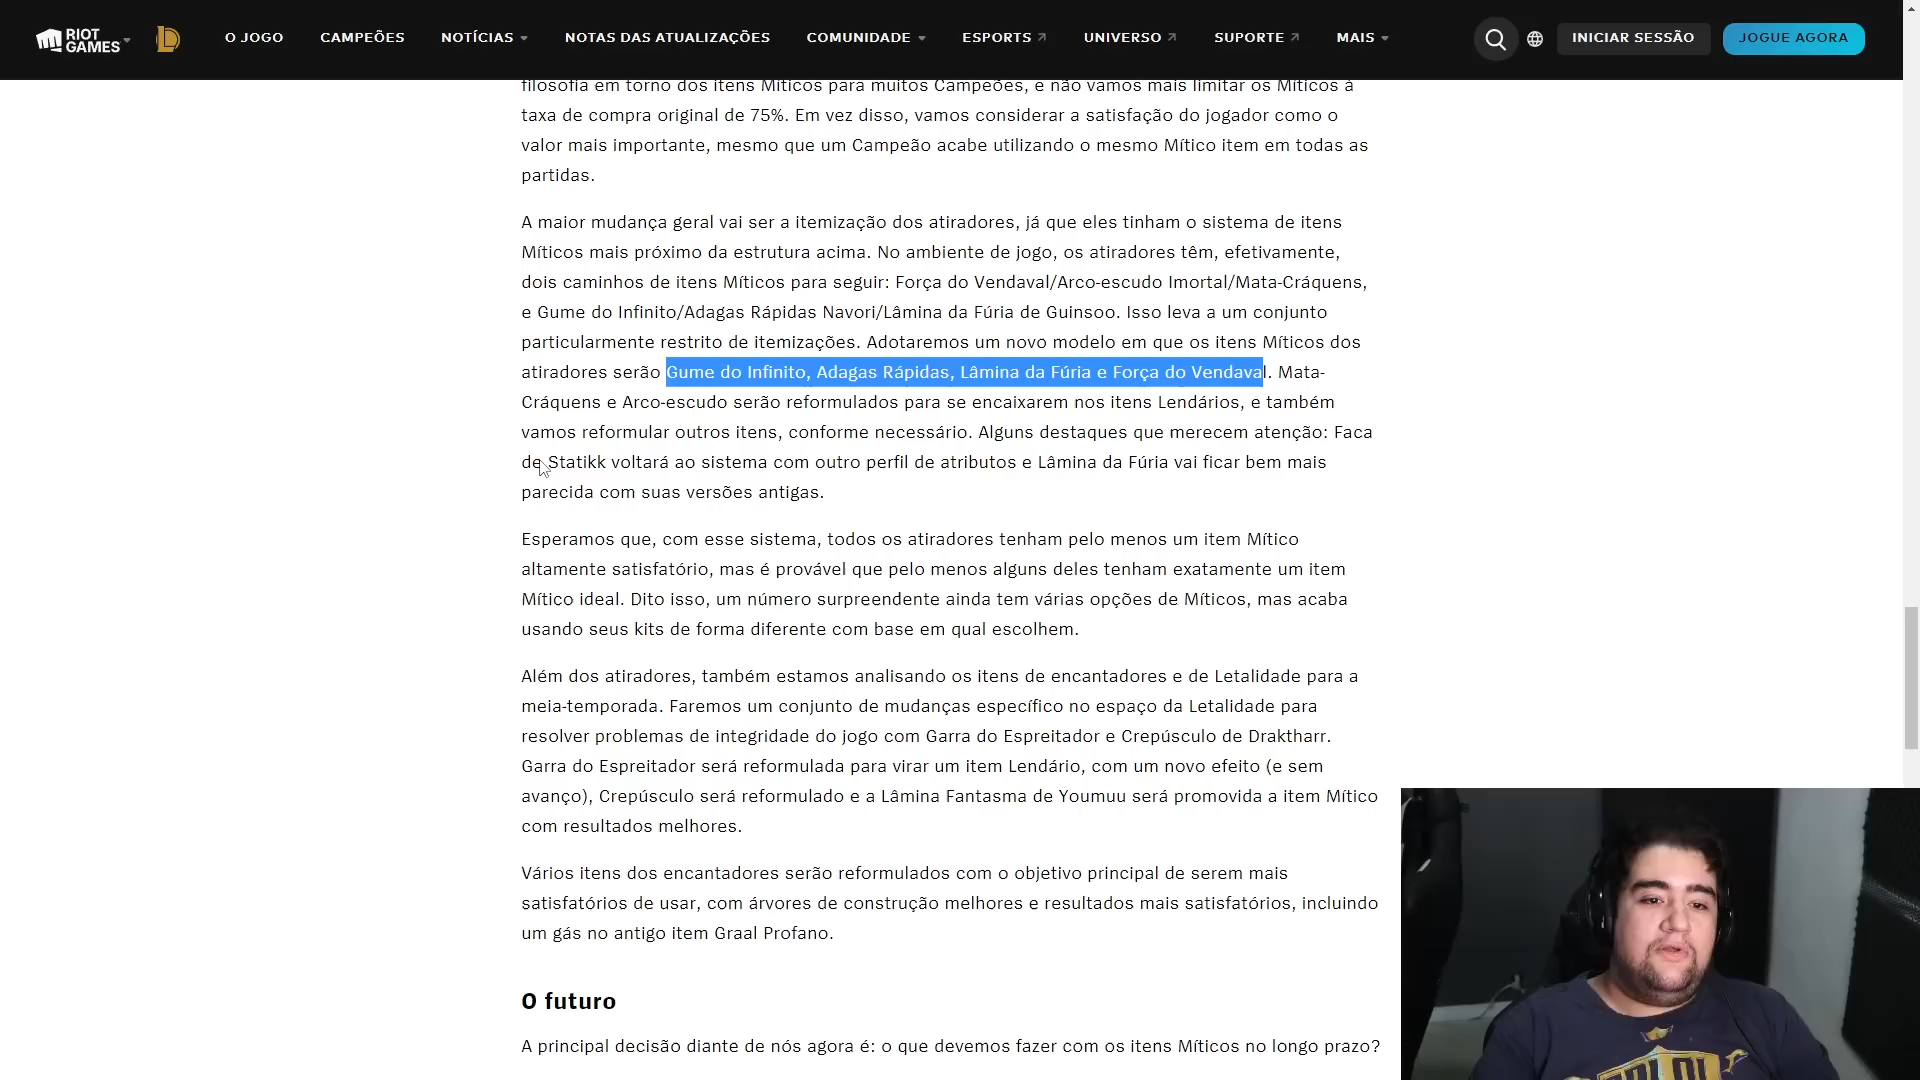 RIOT GAMES
O JOGO CAMPEÕES NOTÍCIAS NOTAS DAS ATUALIZAÇÕES COMUNIDADE ESPORTS UNIVERSO SUPORTE MAIS INICIAR SESSÃO JOGUE AGORA
filosofia em torno dos itens Míticos para muitos Campeões, e não vamos mais limitar os Míticos à
taxa de compra original de 75%. Em vez disso, vamos considerar a satisfação do jogador como o
valor mais importante, mesmo que um Campeão acabe utilizando o mesmo Mítico item em todas as
partidas.
A maior mudança geral vai ser a itemização dos atiradores, já que eles tinham o sistema de itens
Míticos mais próximo da estrutura acima. No ambiente de jogo, os atiradores têm, efetivamente,
dois caminhos de itens Míticos para seguir: Força do Vendaval/Arco-escudo Imortal/Mata-Cráquens,
e Gume do Infinito/Adagas Rápidas Navori/Lâmina da Fúria de Guinsoo. Isso leva a um conjunto
particularmente restrito de itemizações. Adotaremos um novo modelo em que os itens Míticos dos
atiradores serão Gume do Infinito, Adagas Rápidas, Lâmina da Fúria e Força do Vendaval. Mata-
Cráquens e Arco-escudo serão reformulados para se encaixarem nos itens Lendários, e também
vamos reformular outros itens, conforme necessário. Alguns destaques que merecem atenção: Faca
de Statikk voltará ao sistema com outro perfil de atributos e Lâmina da Fúria vai ficar bem mais
parecida com suas versões antigas.
Esperamos que, com esse sistema, todos os atiradores tenham pelo menos um item Mítico
altamente satisfatório, mas é provável que pelo menos alguns deles tenham exatamente um item
Mítico ideal. Dito isso, um número surpreendente ainda tem várias opções de Míticos, mas acaba
usando seus kits de forma diferente com base em qual escolhem.
Além dos atiradores, também estamos analisando os itens de encantadores e de Letalidade para a
meia-temporada. Faremos um conjunto de mudanças específico no espaço da Letalidade para
resolver problemas de integridade do jogo com Garra do Espreitador e Crepúsculo de Draktharr.
Garra do Espreitador será reformulada para virar um item Lendário, com um novo efeito (e sem
avanço), Crepúsculo será reformulado e a Lâmina Fantasma de Youmuu será promovida a item Mítico
com resultados melhores.
Vários itens dos encantadores serão reformulados com o objetivo principal de serem mais
satisfatórios de usar, com árvores de construção melhores e resultados mais satisfatórios, incluindo
um gás no antigo item Graal Profano.
O futuro
A principal decisão diante de nós agora é: o que devemos fazer com os itens Míticos no longo prazo?